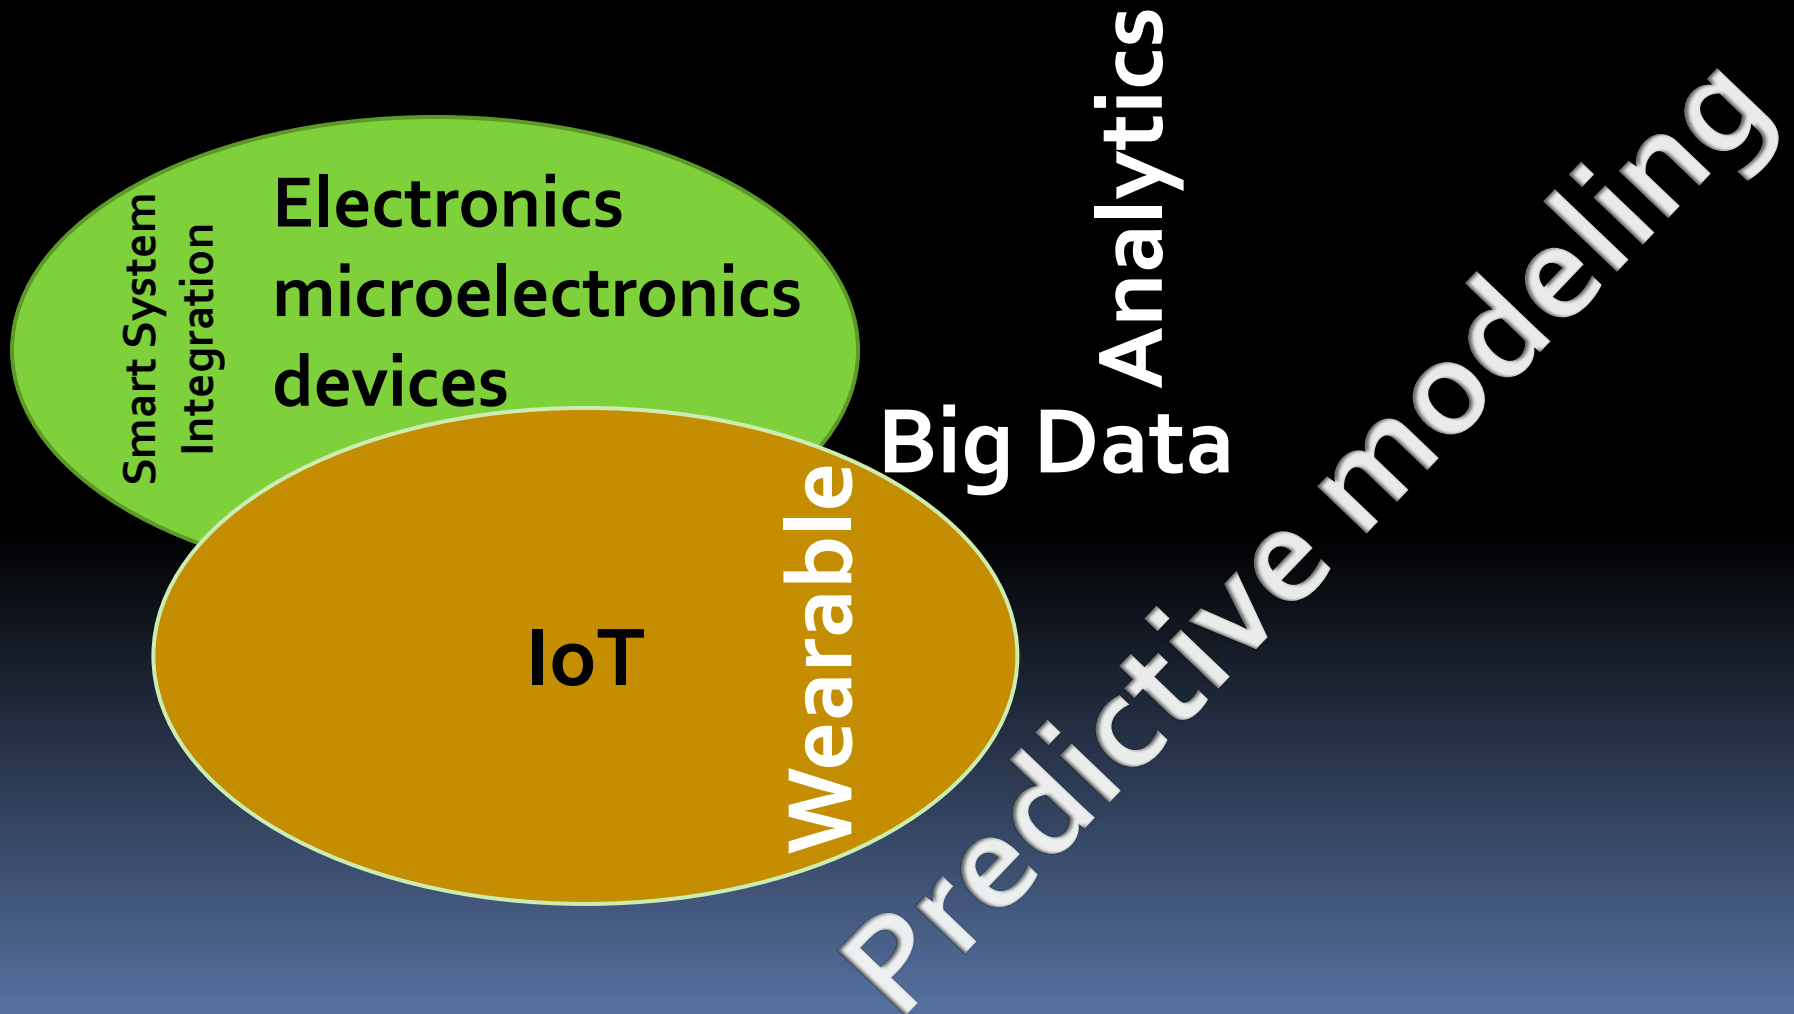 Smart System
Integration
Electronics
microelectronics
devices
Analytics
Big Data
Wearable
IoT
Predictive modeling